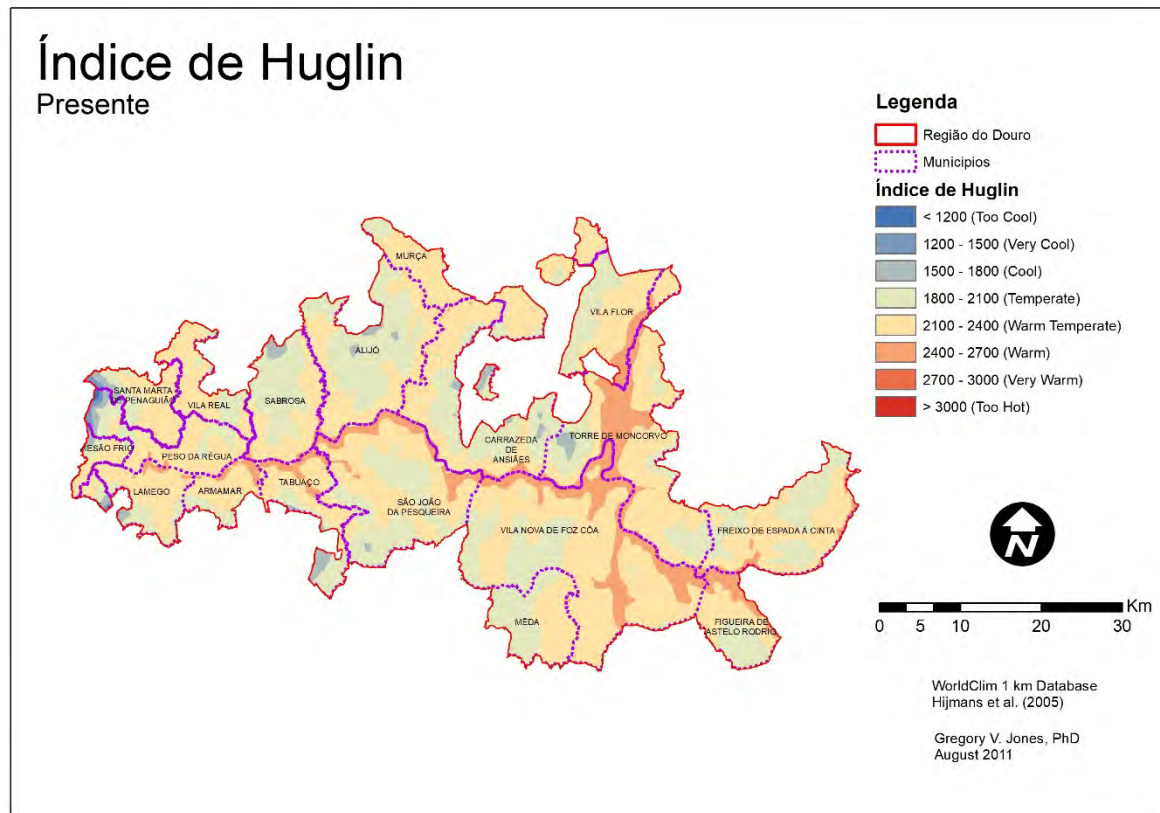 Índice de Huglin
Presente
Legenda
Região do Douro
Municipios
Índice de Huglin
< 1200 (Too Cool)
1200 - 1500 (Very Cool)
1500 - 1800 (Cool)
1800 - 2100 (Temperate)
2100 - 2400 (Warm Temperate)
2400 - 2700 (Warm)
2700 - 3000 (Very Warm)
> 3000 (Too Hot)
MURÇA
VILA FLOR
ALIJÓ
SANTA MARTA
DE PENAGUIÃO
VILA REAL
SABROSA
CARRAZEDA
DE
ANSIÃES
TORRE DE MONCORVO
ESÃO FRIO
PESO DA RÉGUA
LAMEGO
ARMAMAR
TABUAÇO
SÃO JOÃO
DA PESQUEIRA
VILA NOVA DE FOZ CÔA
FREIXO DE ESPADA À CINTA
MÊDA
FIGUEIRA DE
ASTELO RODRIG
N
Km
0 5 10 20 30
WorldClim 1 km Database
Hijmans et al. (2005)
Gregory V. Jones, PhD
August 2011